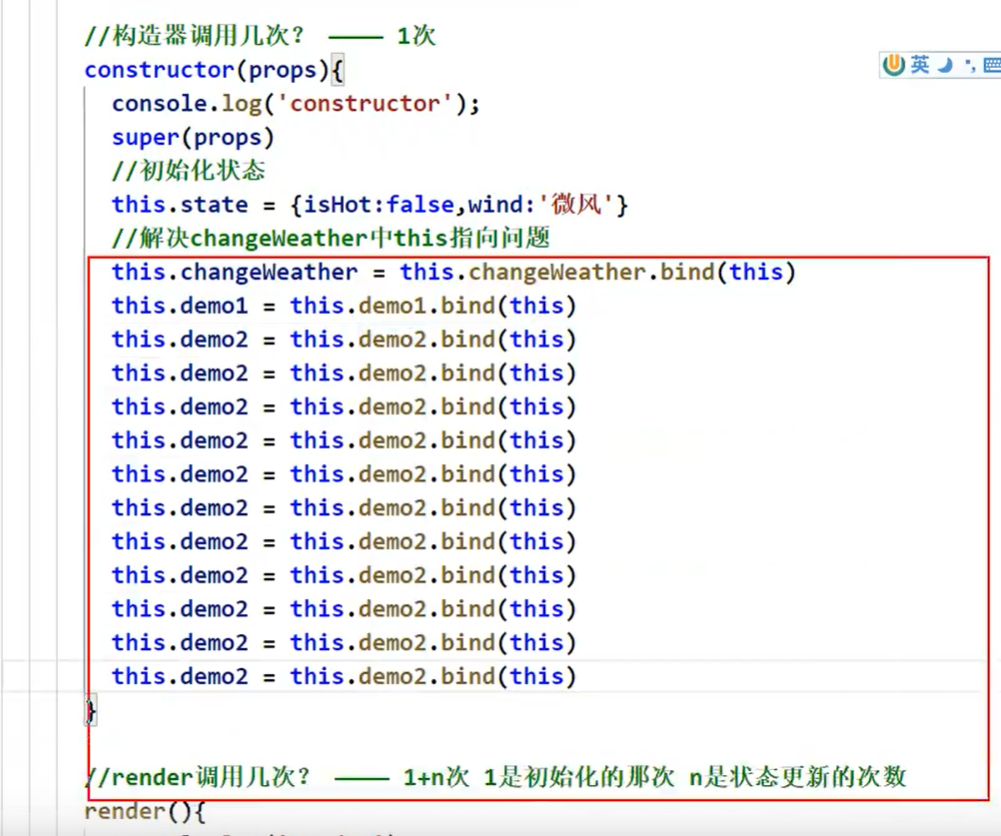 //构造器调用几次? ———— 1次
constructor(props){
console.log('constructor');
super(props)
//初始化状态
this.state = {isHot:false,wind:'微风'}
//解决changeWeather中this指向问题
this.changeWeather = this.changeWeather.bind(this)
this.demo1 = this.demo1.bind(this)
this.demo2 = this.demo2.bind(this)
this.demo2 = this.demo2.bind(this)
this.demo2 = this.demo2.bind(this)
this.demo2 = this.demo2.bind(this)
this.demo2 = this.demo2.bind(this)
this.demo2 = this.demo2.bind(this)
this.demo2 = this.demo2.bind(this)
this.demo2 = this.demo2.bind(this)
this.demo2 = this.demo2.bind(this)
this.demo2 = this.demo2.bind(this)
this.demo2 = this.demo2.bind(this)
}
//render调用几次? ———— 1+n次 1是初始化的那次 n是状态更新的次数
render(){
英